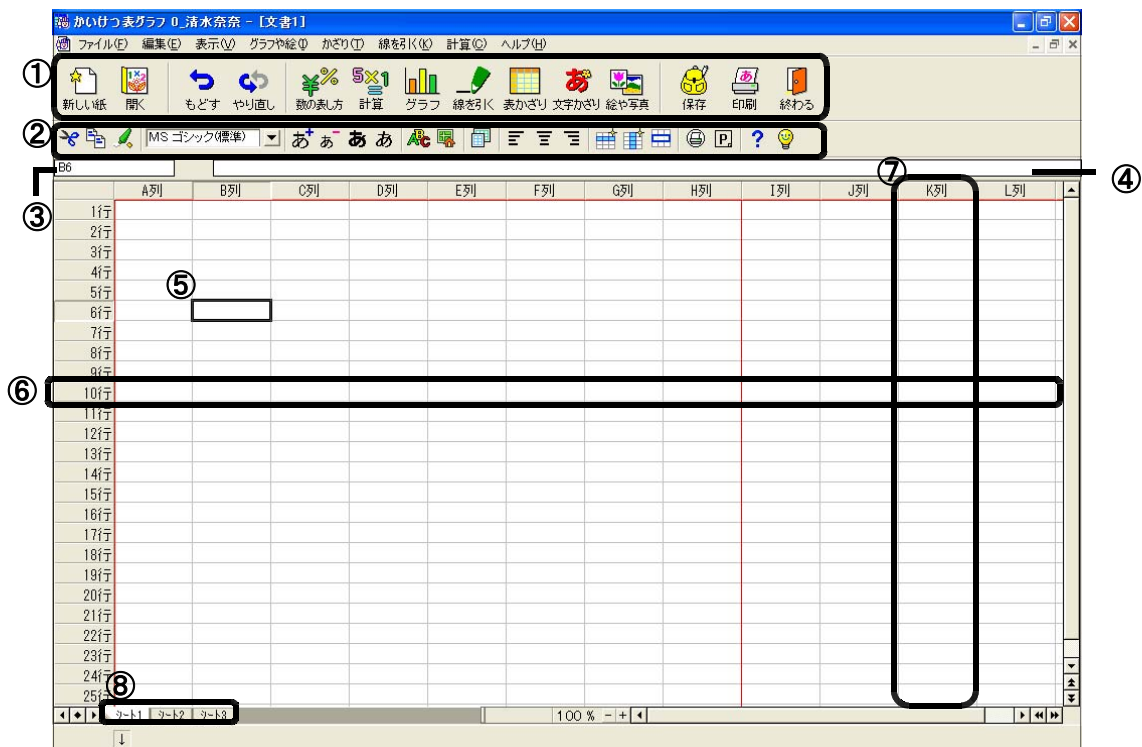 かいけつ表グラフ 0_清水奈奈 - [文書1]
ファイル(F) 編集(E) 表示(V) グラフや絵(I) かざり(T) 線を引く(K) 計算(C) ヘルプ(H)
①
新しい紙 開く もどす やり直し 数の表し方 計算 グラフ 線を引く 表かざり 文字かざり 絵や写真 保存 印刷 終わる
②
MS ゴシック(標準) あ+ あ- あ あ ABC P. ?
B6
③
④
⑦
A列 B列 C列 D列 E列 F列 G列 H列 I列 J列 K列 L列
1行
2行
3行
4行
⑤
5行
6行
7行
8行
9行
⑥
10行
11行
12行
13行
14行
15行
16行
17行
18行
19行
20行
21行
22行
23行
24行
⑧
25行
シート1 シート2 シート3 100 % - +